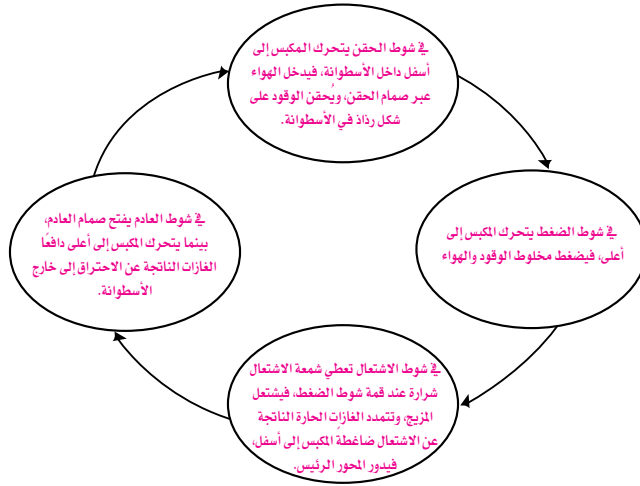 في شوط الحقن يتحرك المكبس إلى
أسفل داخل الأسطوانة، فيدخل الهواء
عبر صمام الحقن، ويُحقن الوقود على
شكل رذاذ في الأسطوانة.
في شوط الضغط يتحرك المكبس إلى
أعلى، فيضغط مخلوط الوقود والهواء
في شوط الاشتعال تعطي شمعة الاشتعال
شرارة عند قمة شوط الضغط، فيشتعل
المزيج، وتتمدد الغازات الحارة الناتجة
عن الاشتعال ضاغطةً المكبس إلى أسفل،
فيدور المحور الرئيس.
في شوط العادم يفتح صمام العادم،
بينما يتحرك المكبس إلى أعلى دافعًا
الغازات الناتجة عن الاحتراق إلى خارج
الأسطوانة.